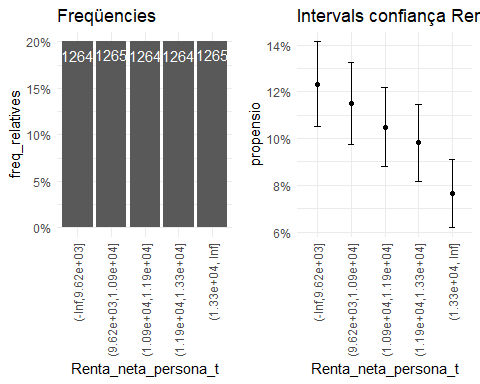 Freqüencies
freq_relatives
20%
15%
10%
5%
0%
1264
1265
1264
1264
1265
(-Inf,9.62e+03]
(9.62e+03,1.09e+04]
(1.09e+04,1.19e+04]
(1.19e+04,1.33e+04]
(1.33e+04, Inf]
Renta_neta_persona_t
Intervals confiança Rer
propensio
14%
12%
10%
8%
6%
(-Inf,9.62e+03]
(9.62e+03,1.09e+04]
(1.09e+04,1.19e+04]
(1.19e+04,1.33e+04]
(1.33e+04, Inf]
Renta_neta_persona_t